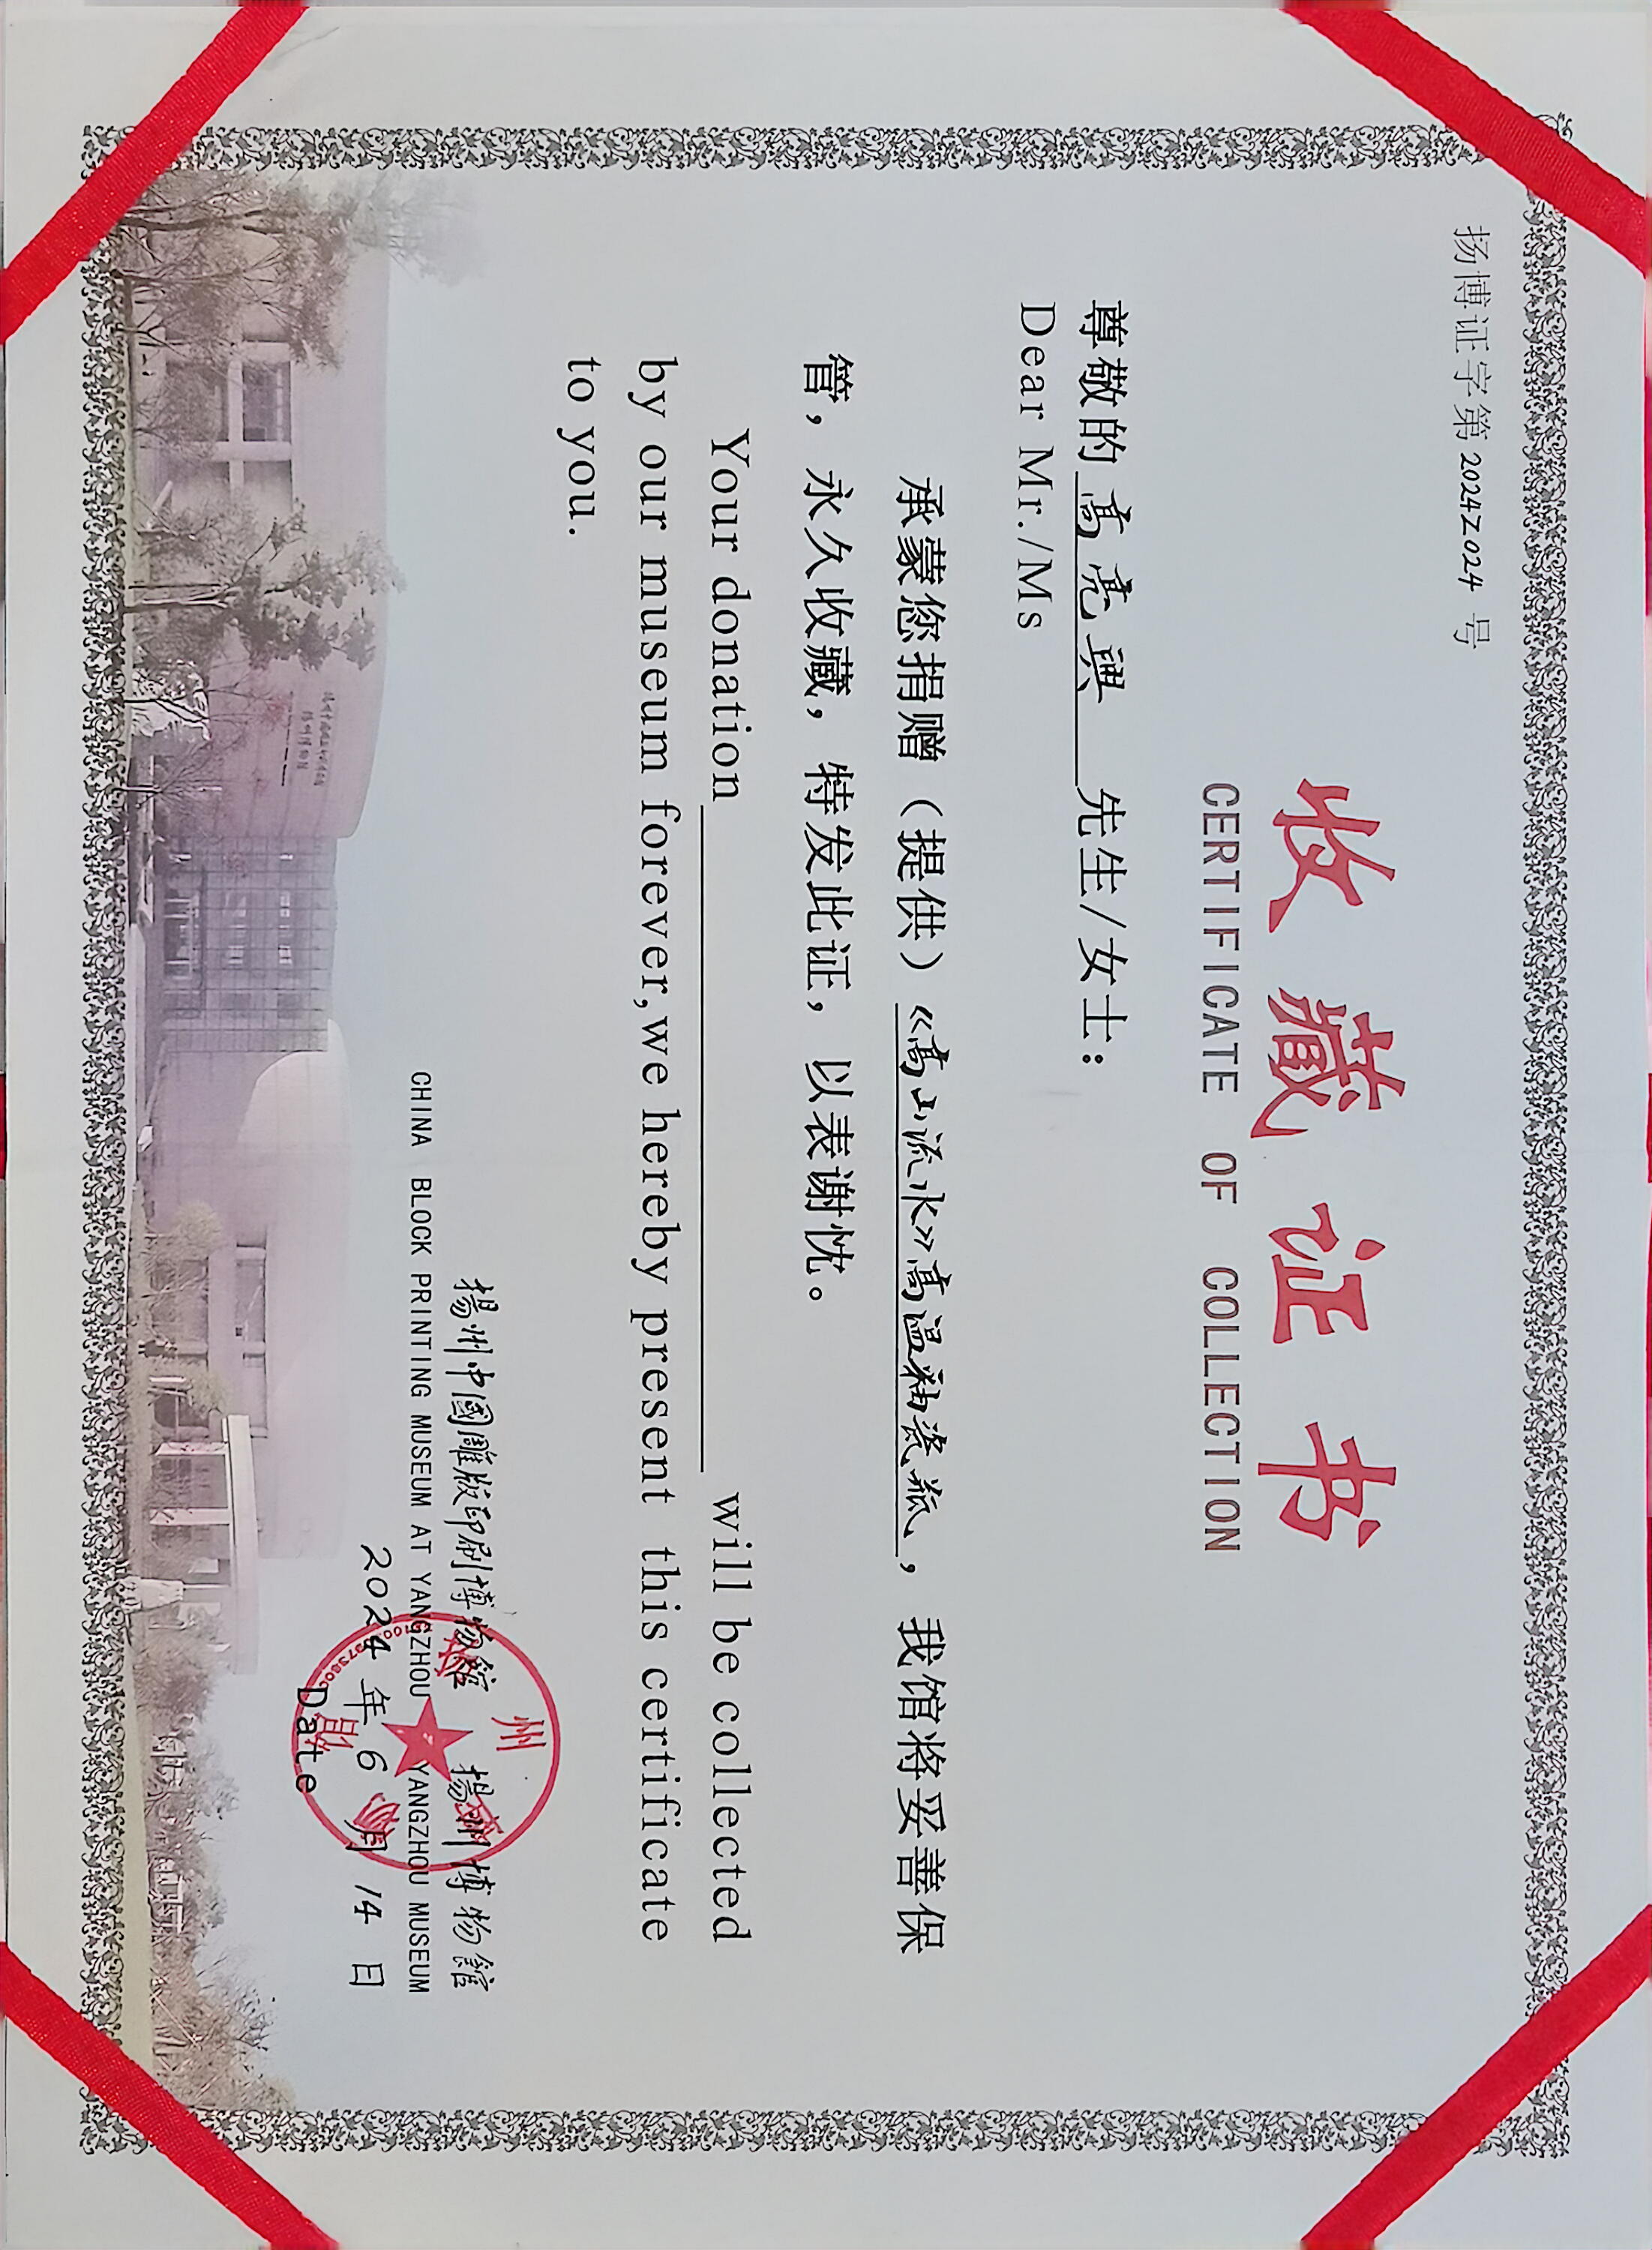 扬博证字第2024Z024号
收藏证书
CERTIFICATE OF COLLECTION
尊敬的高亮興先生/女士：
Dear Mr./Ms
承蒙您捐赠（提供）《高山流水》高温釉瓷瓶，我馆将妥善保
管，永久收藏，特发此证，以表谢忱。
Your donation will be collected
by our museum forever,we hereby present this certificate
to you.
揚州中國雕版印刷博物館 揚州博物館
CHINA BLOCK PRINTING MUSEUM AT YANGZHOU YANGZHOU MUSEUM
2024年6月14日
Date